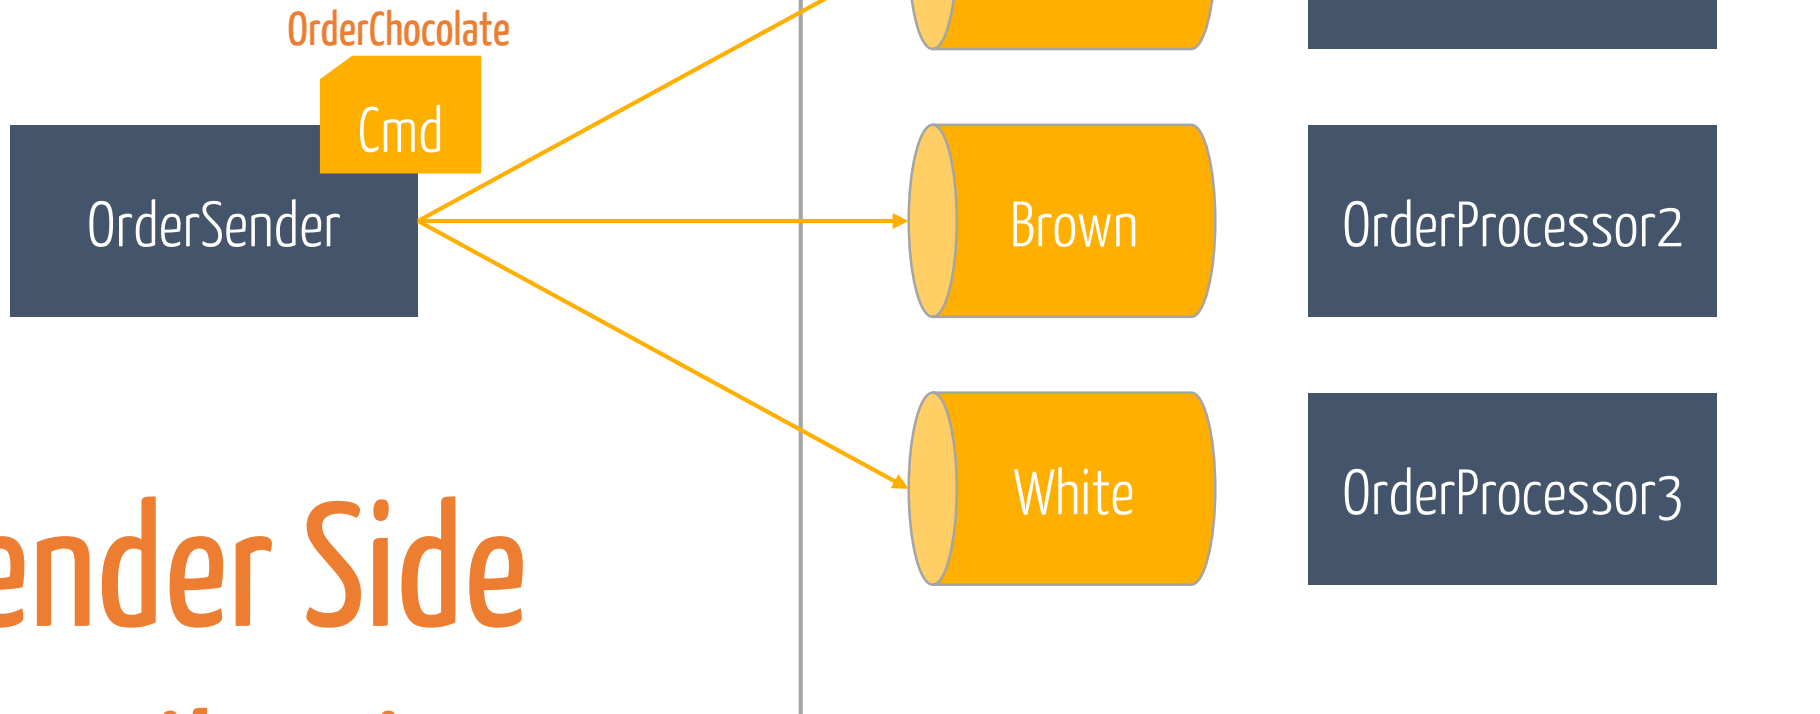 OrderChocolate
Cmd
OrderSender
Brown
OrderProcessor2
White
OrderProcessor3
ender Side